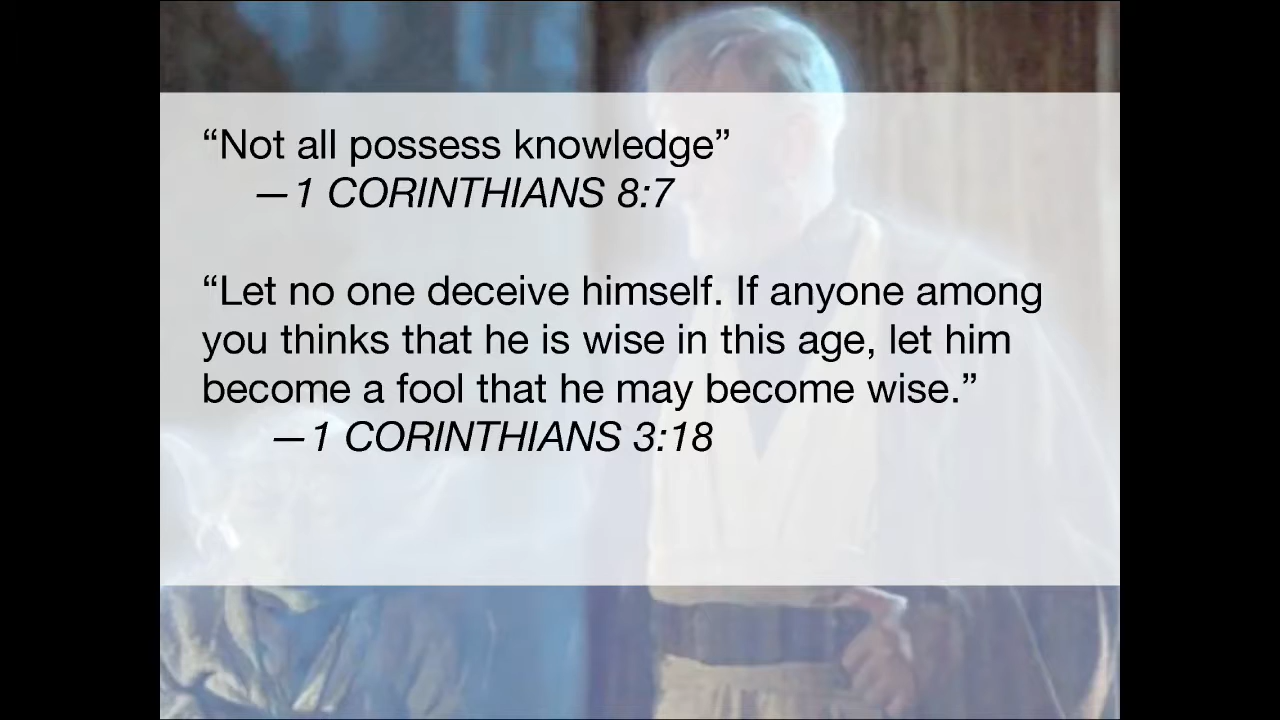 “Not all possess knowledge”
—1 CORINTHIANS 8:7
“Let no one deceive himself. If anyone among
you thinks that he is wise in this age, let him
become a fool that he may become wise.”
—1 CORINTHIANS 3:18